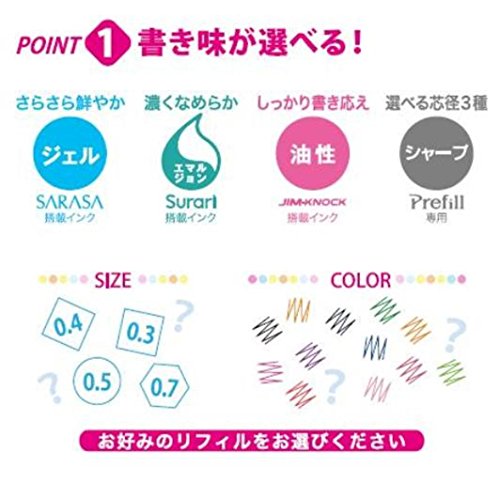 POINT 1 書き味が選べる!
さらさら鮮やか
濃くなめらか
しっかり書き応え
選べる芯径3種
ジェル
エマル
ジョン
油性
シャープ
SARASA
搭載インク
Surari
搭載インク
JIM-KNOCK
搭載インク
Prefill
専用
SIZE
COLOR
0.4
0.3
?
0.5
0.7
?
?
?
お好みのリフィルをお選びください